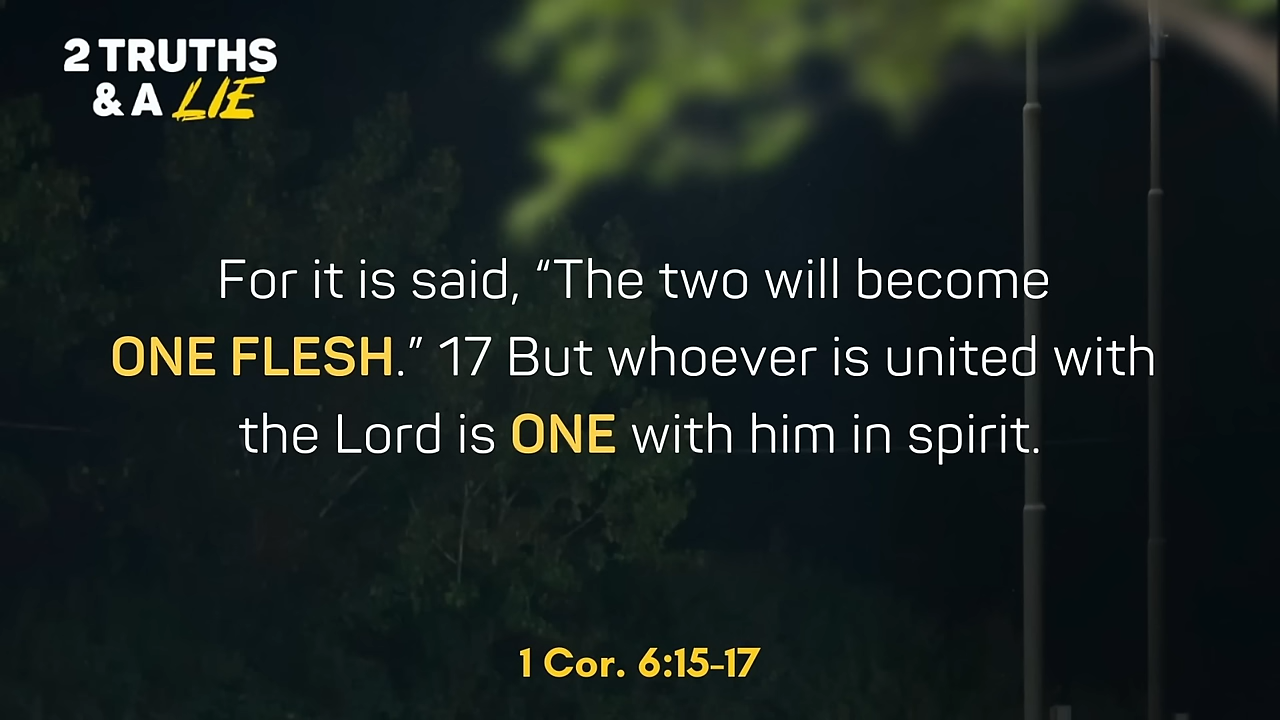 2 TRUTHS
& A LIE
For it is said, “The two will become
ONE FLESH.” 17 But whoever is united with
the Lord is ONE with him in spirit.
1 Cor. 6:15-17